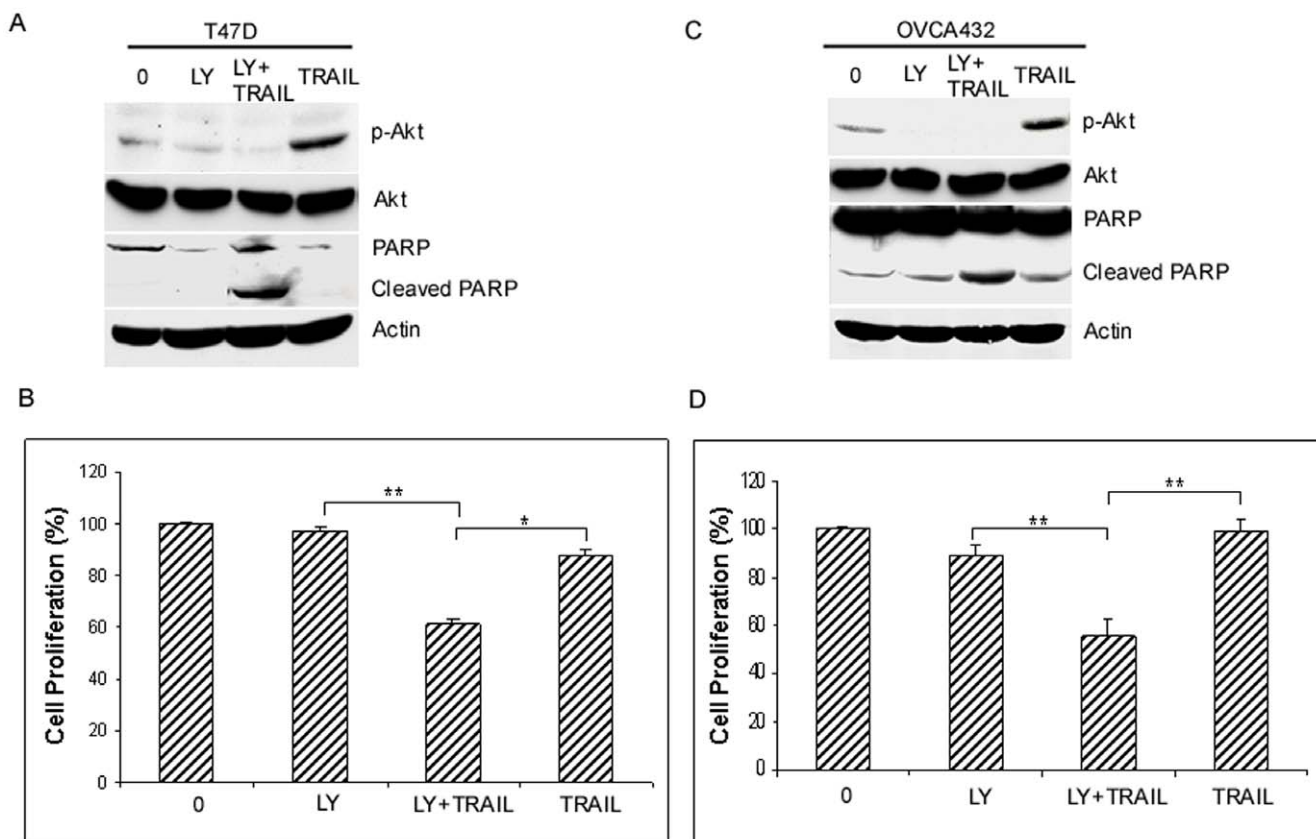 A
T47D
0 LY LY+ TRAIL
TRAIL
p-Akt
Akt
PARP
Cleaved PARP
Actin
C
OVCA432
0 LY LY+ TRAIL
TRAIL
p-Akt
Akt
PARP
Cleaved PARP
Actin
B
Cell Proliferation (%)
120
100
80
60
40
20
0
** *
0 LY LY+TRAIL TRAIL
D
Cell Proliferation (%)
120
100
80
60
40
20
0
**
**
0 LY LY+TRAIL TRAIL